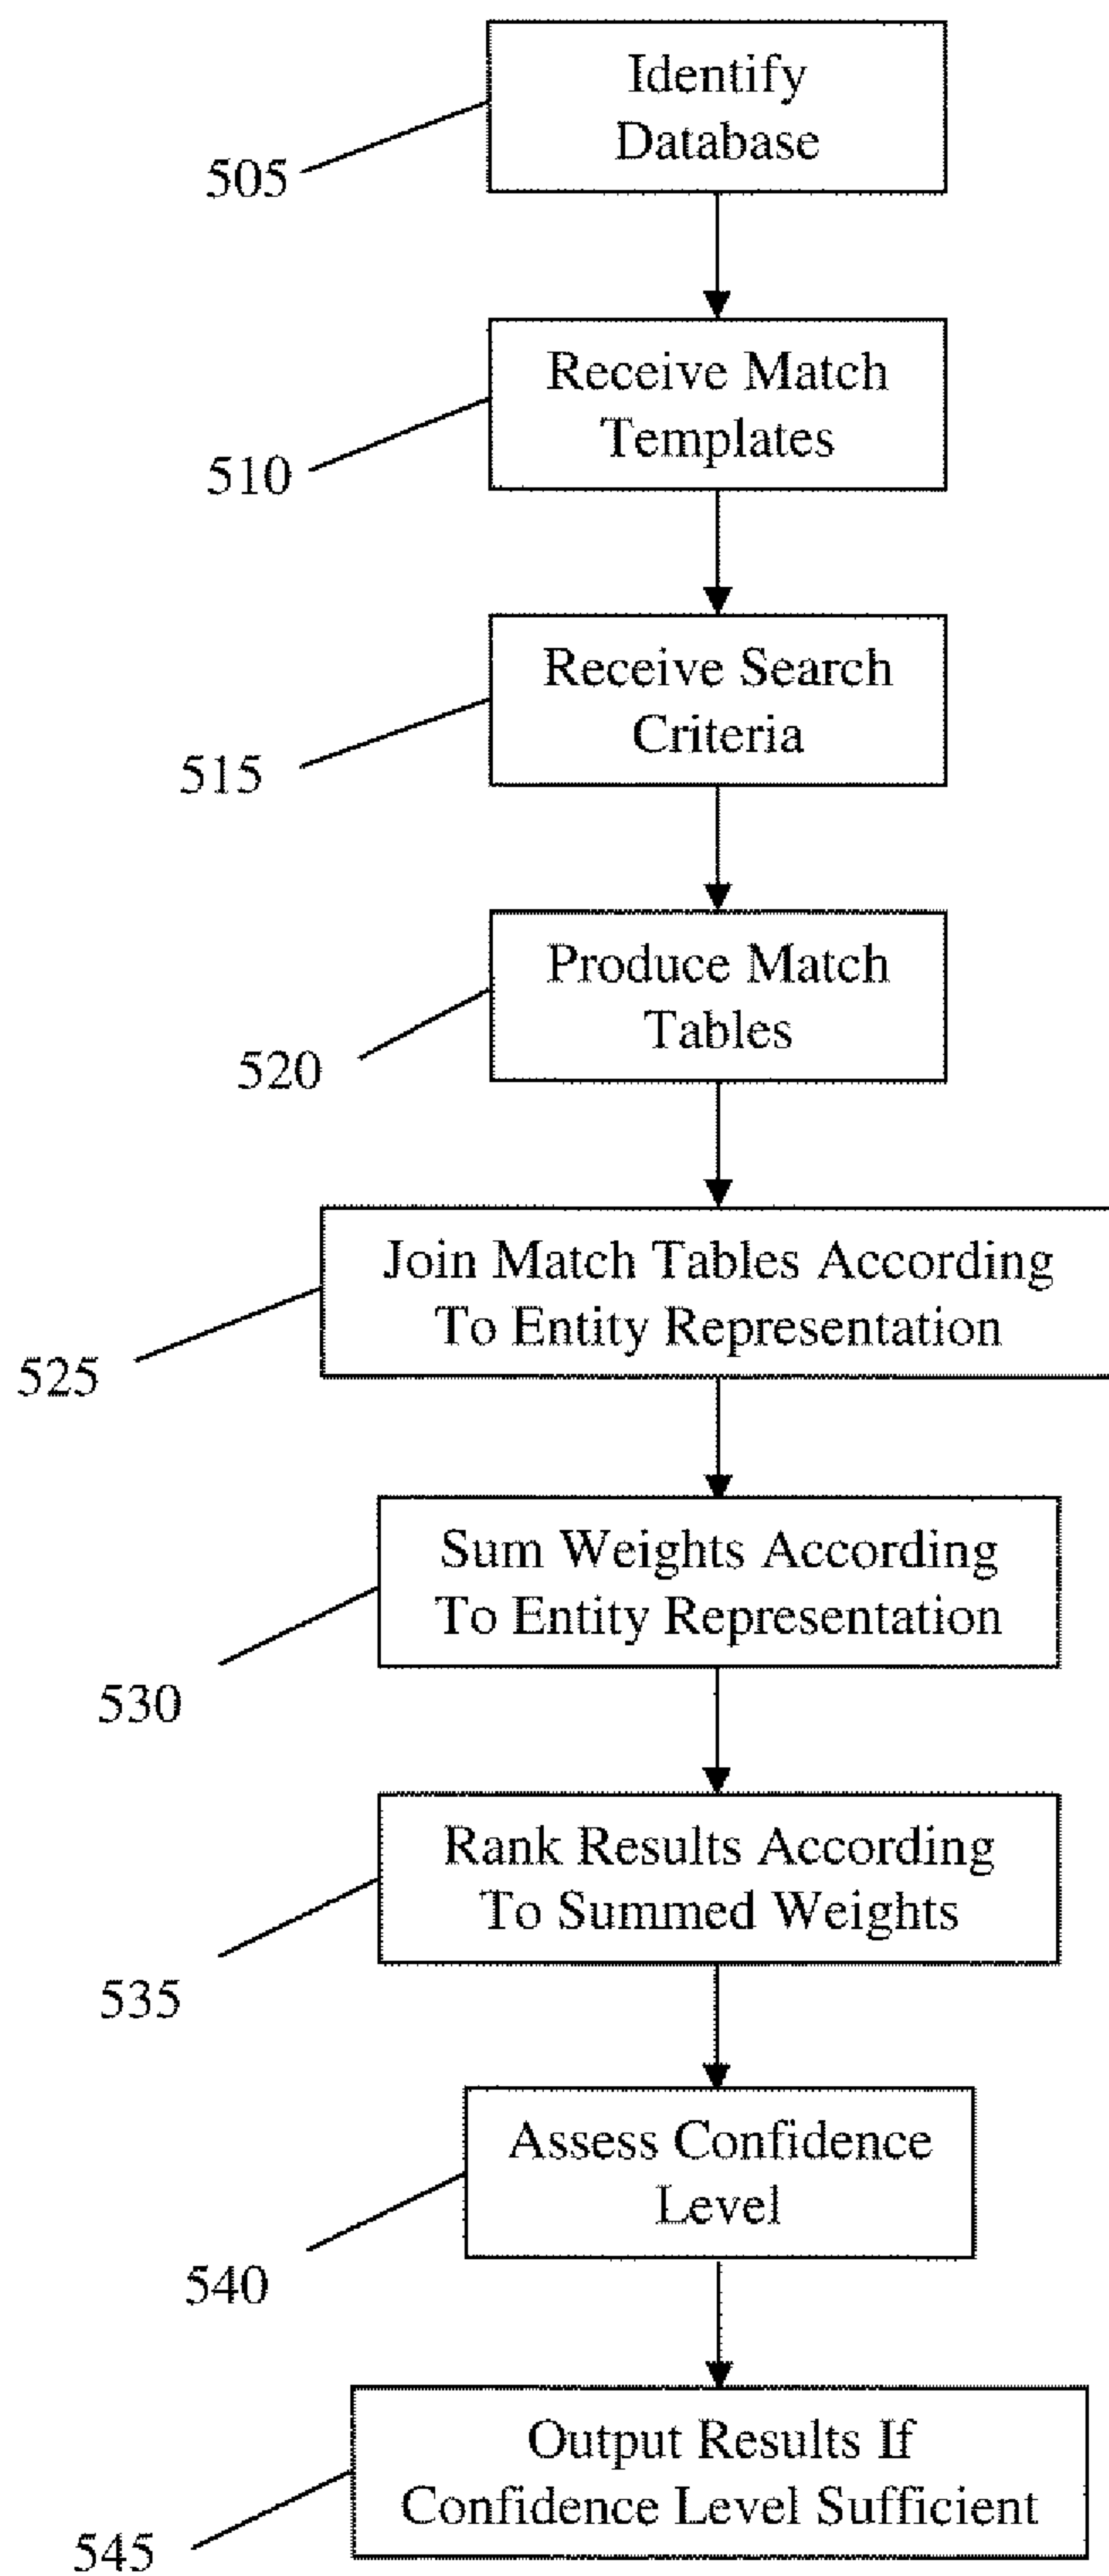 Identify
Database
505
Receive Match
Templates
510
Receive Search
Criteria
515
Produce Match
Tables
520
Join Match Tables According
To Entity Representation
525
Sum Weights According
To Entity Representation
530
Rank Results According
To Summed Weights
535
Assess Confidence
Level
540
Output Results If
Confidence Level Sufficient
545